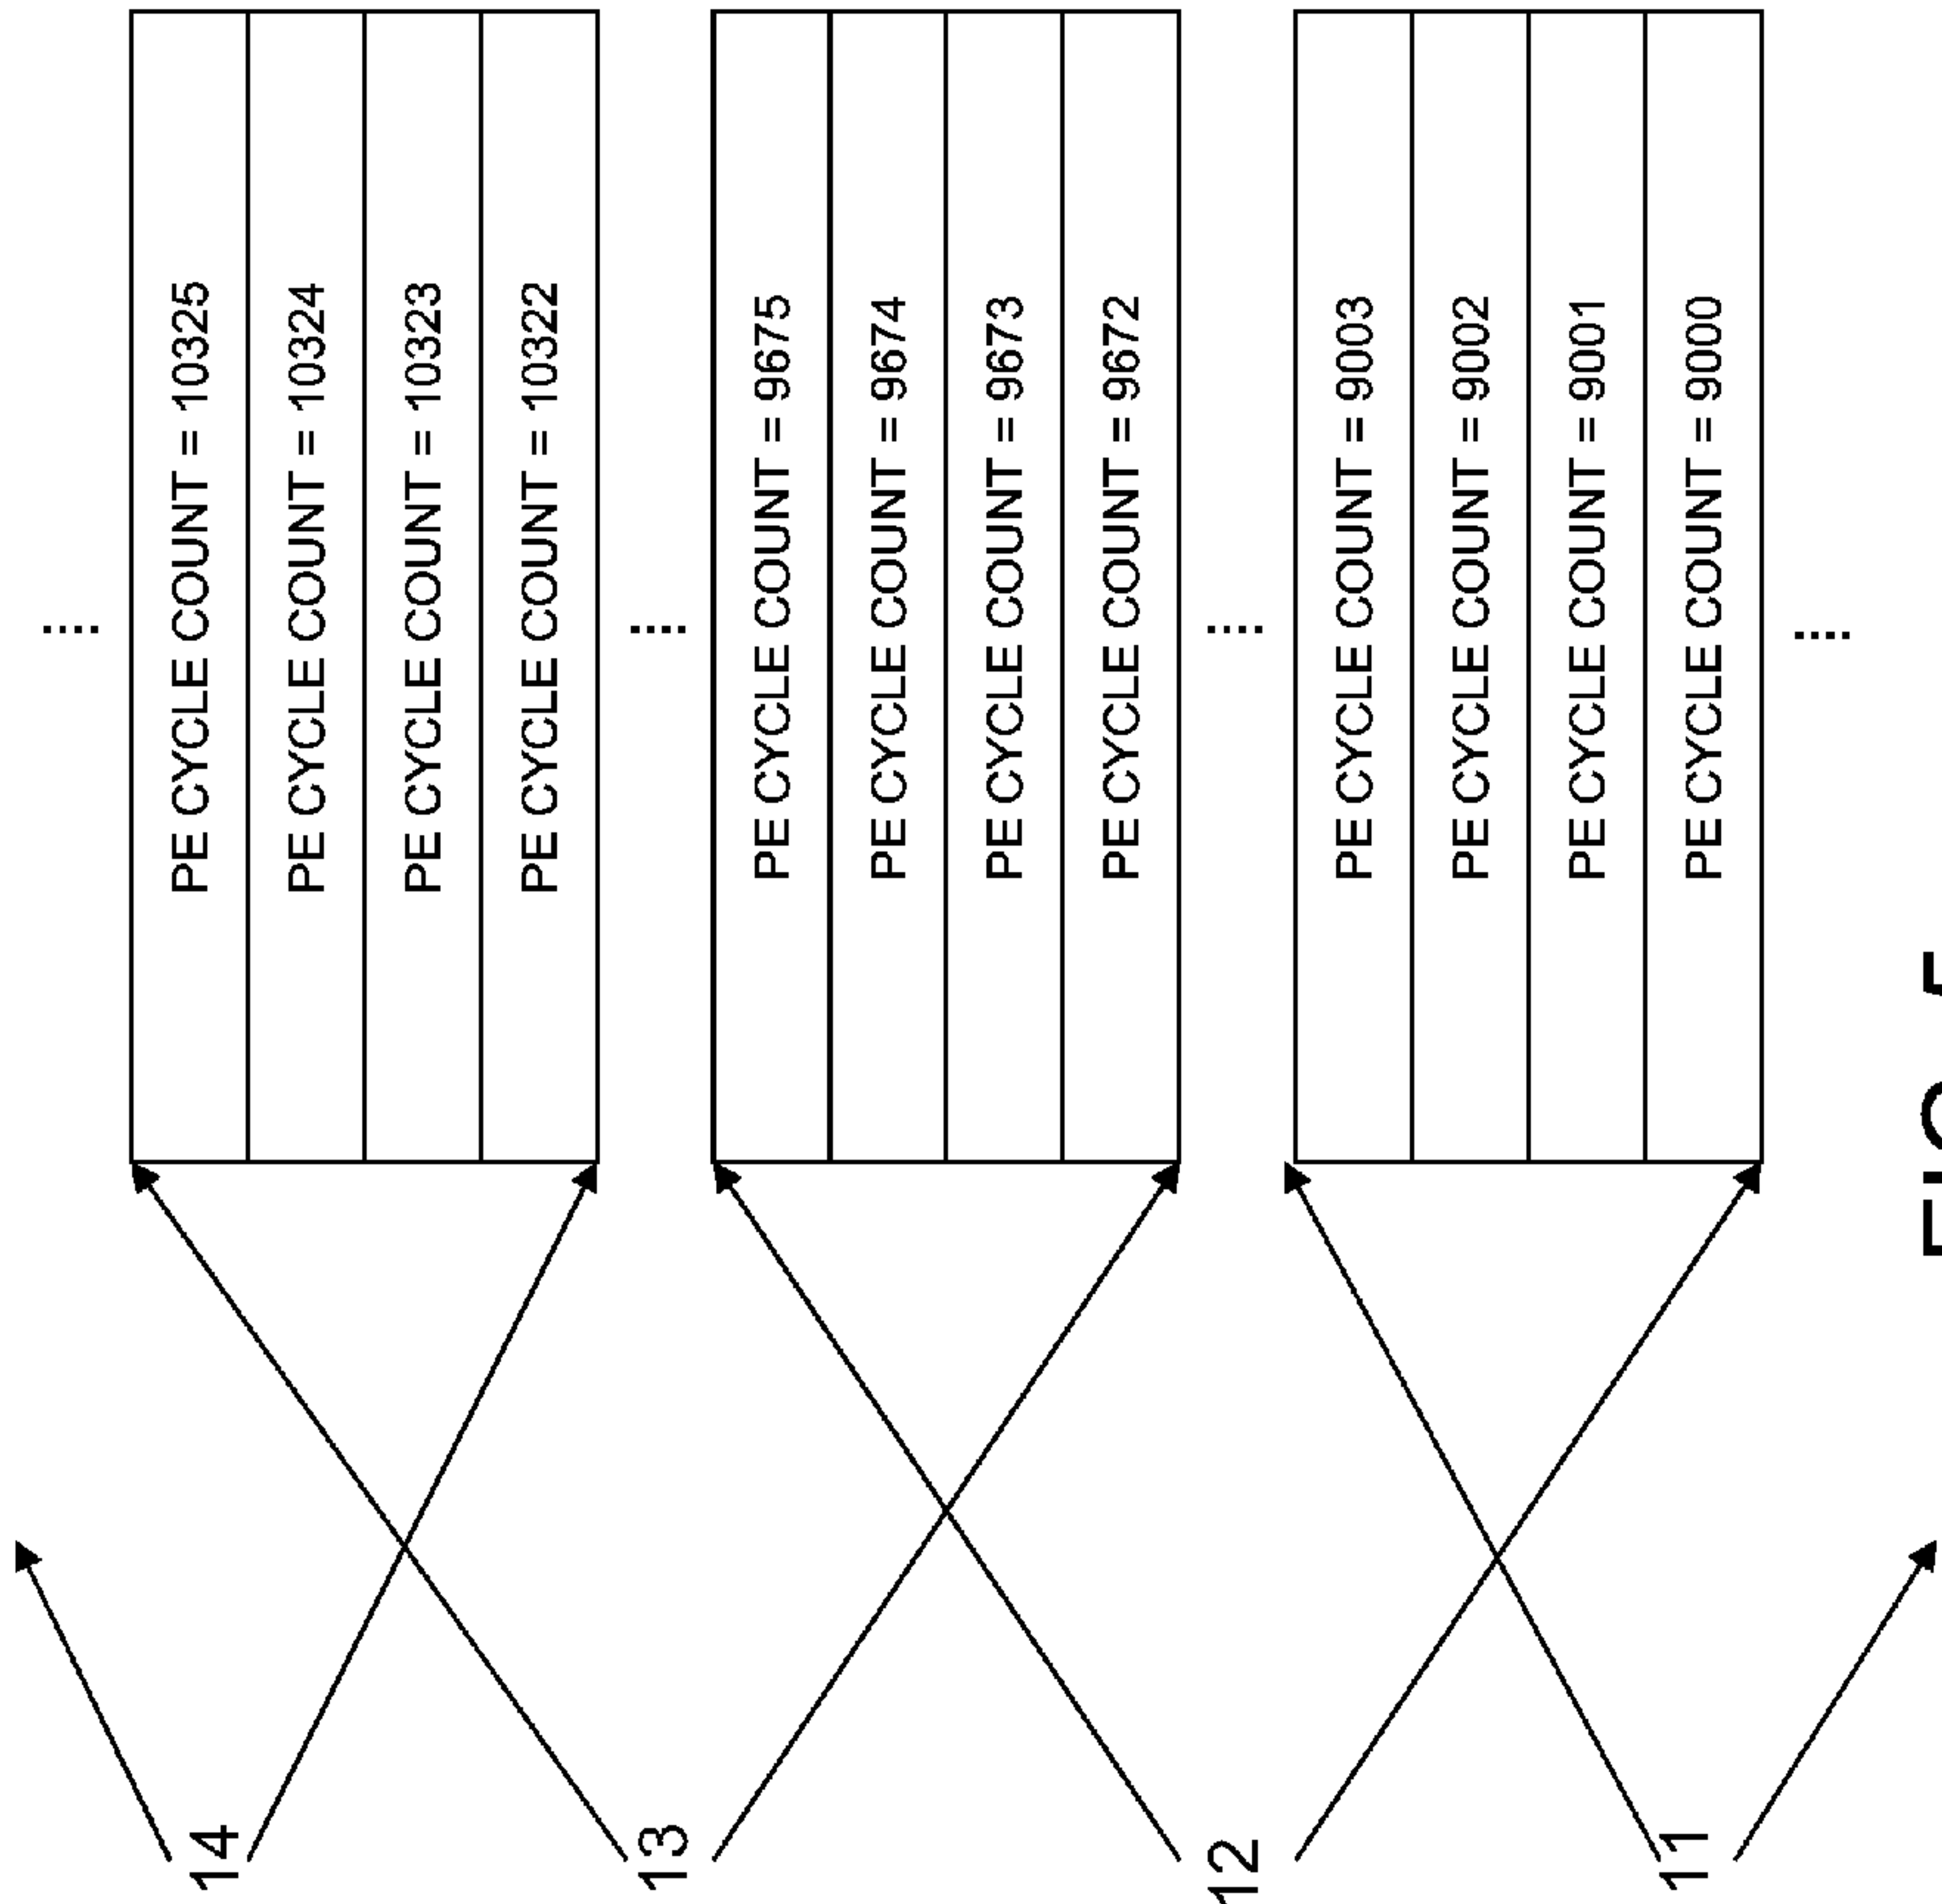 14
13
12
11
PE CYCLE COUNT = 10325
PE CYCLE COUNT = 10324
PE CYCLE COUNT = 10323
PE CYCLE COUNT = 10322
PE CYCLE COUNT = 9675
PE CYCLE COUNT = 9674
PE CYCLE COUNT = 9673
PE CYCLE COUNT = 9672
PE CYCLE COUNT = 9003
PE CYCLE COUNT = 9002
PE CYCLE COUNT = 9001
PE CYCLE COUNT = 9000